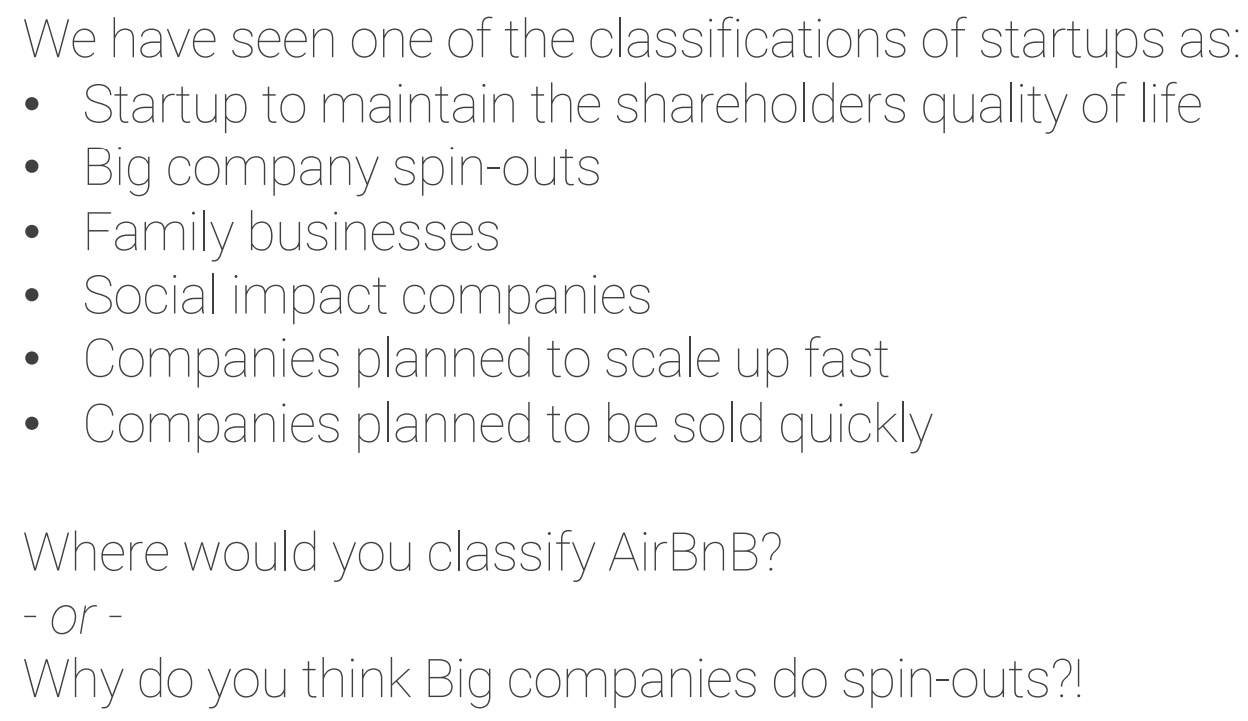 We have seen one of the classifications of startups as:
• Startup to maintain the shareholders quality of life
• Big company spin-outs
• Family businesses
• Social impact companies
• Companies planned to scale up fast
• Companies planned to be sold quickly
Where would you classify AirBnB?
- or -
Why do you think Big companies do spin-outs?!